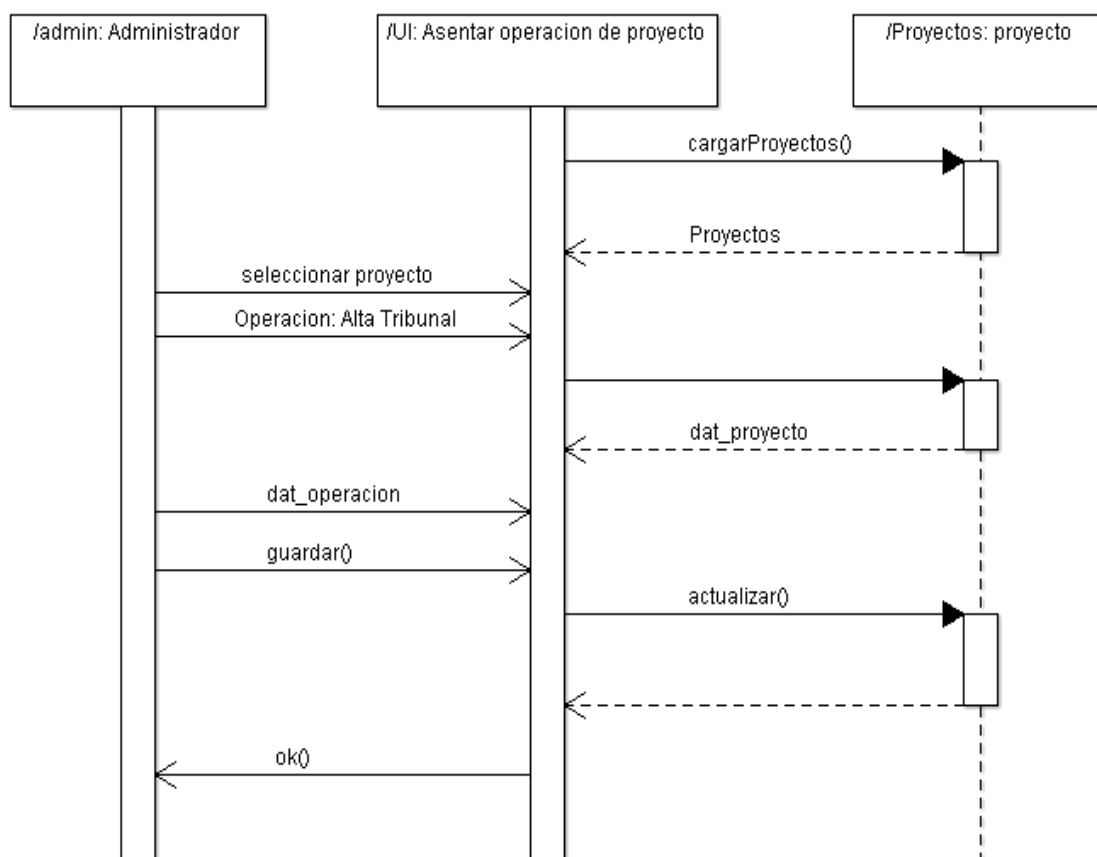 /admin: Administrador
/UI: Asentar operacion de proyecto
/Proyectos: proyecto
cargarProyectos()
Proyectos
seleccionar proyecto
Operacion: Alta Tribunal
dat_proyecto
dat_operacion
guardar()
actualizar()
ok()